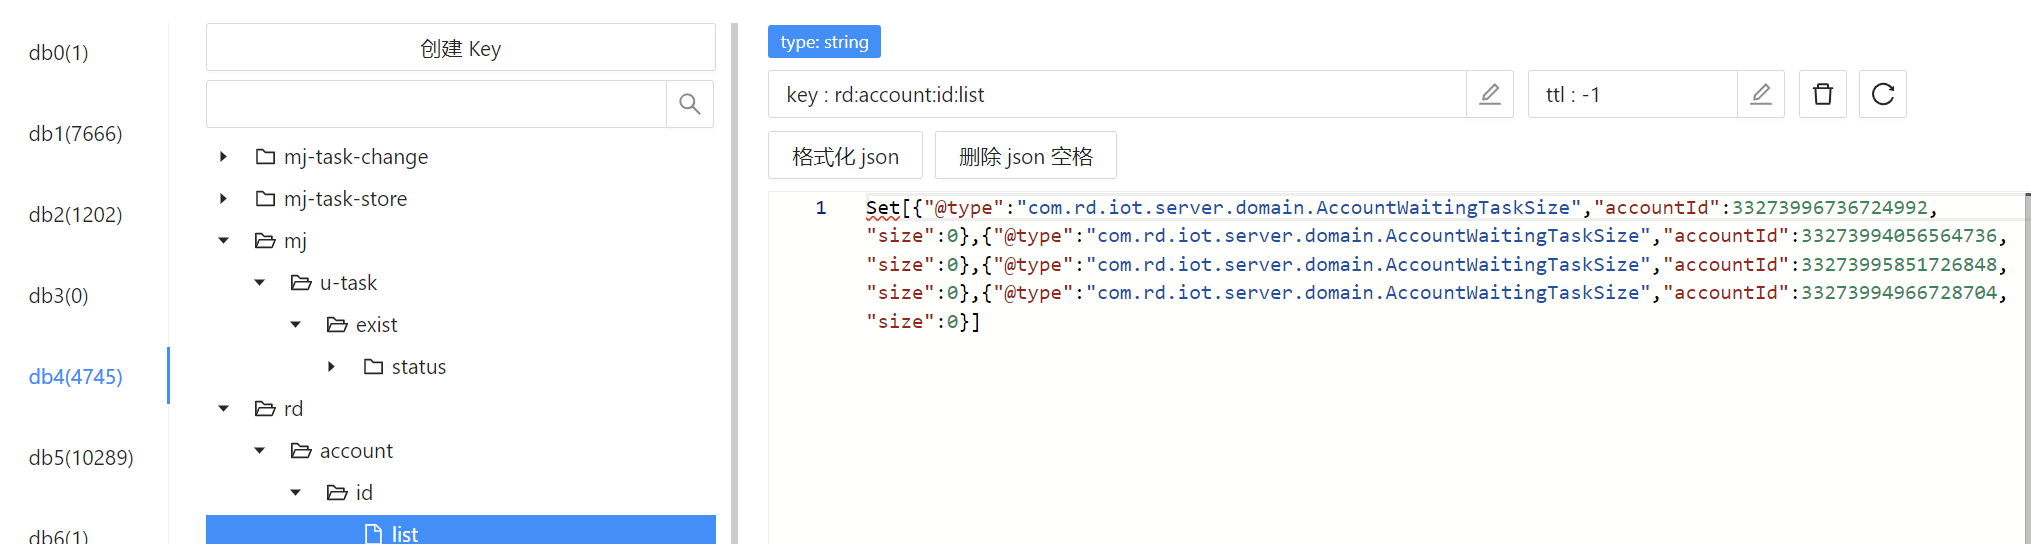 db0(1)
db1(7666)
db2(1202)
db3(0)
db4(4745)
db5(10289)
db6(1)
创建 Key
mj-task-change
mj-task-store
mj
u-task
exist
status
rd
account
id
list
type: string
key : rd:account:id:list
ttl : -1
格式化 json
删除 json 空格
1
Set[{"@type":"com.rd.iot.server.domain.AccountWaitingTaskSize","accountId":33273996736724992,
"size":0},{"@type":"com.rd.iot.server.domain.AccountWaitingTaskSize","accountId":33273994056564736,
"size":0},{"@type":"com.rd.iot.server.domain.AccountWaitingTaskSize","accountId":33273995851726848,
"size":0},{"@type":"com.rd.iot.server.domain.AccountWaitingTaskSize","accountId":33273994966728704,
"size":0}]